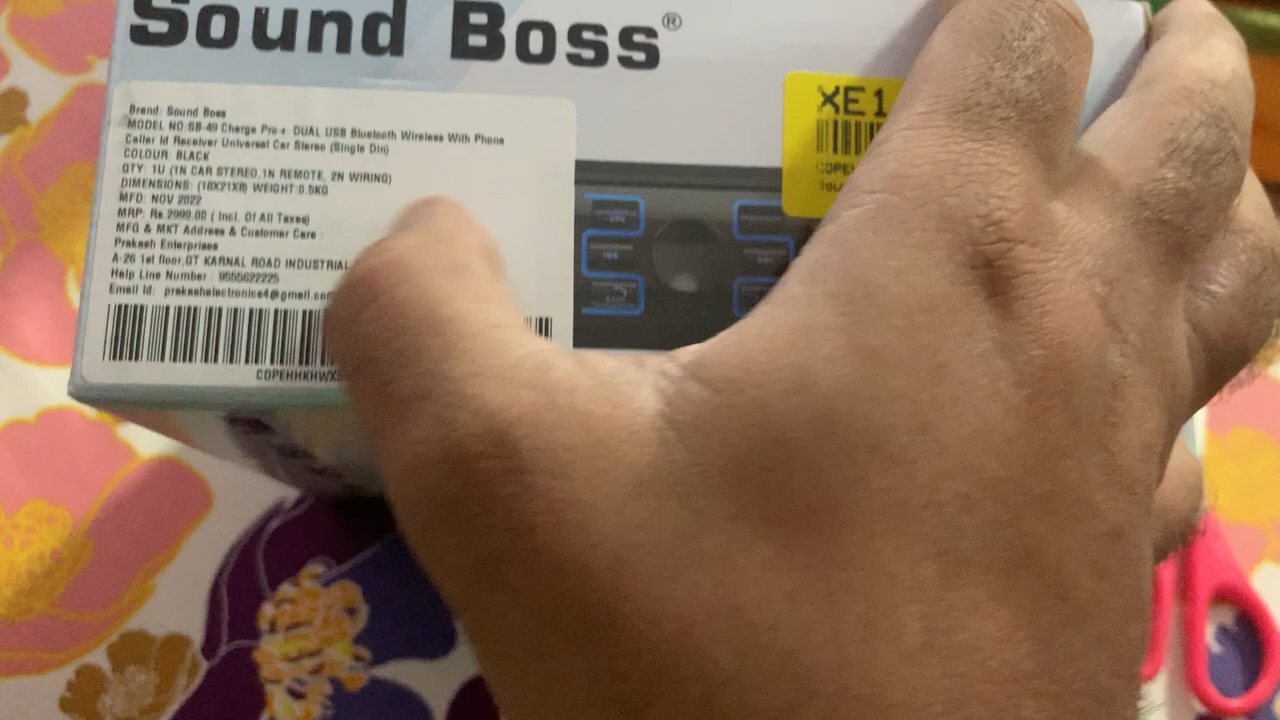 Sound Boss®
Brand: Sound Boss
MODEL NO:SB-49 Charge Pro+ DUAL USB Bluetooth Wireless With Phone
Caller Id Receiver Universal Car Stereo (Single Din)
COLOUR: BLACK
QTY: 1U (1N CAR STEREO,1N REMOTE, 2N WIRING)
DIMENSIONS: (18X21X8) WEIGHT:0.5KG
MFD: NOV 2022
MRP: Rs.2999.00 ( Incl. Of All Taxes)
MFG & MKT Address & Customer Care :
Prakash Enterprises
A-26 1st floor,GT KARNAL ROAD INDUSTRIAL
Help Line Number : 9555622225
Email Id: prakashelectronics4@gmail.com
CDPEHHKHWX
XE1
CDPEH